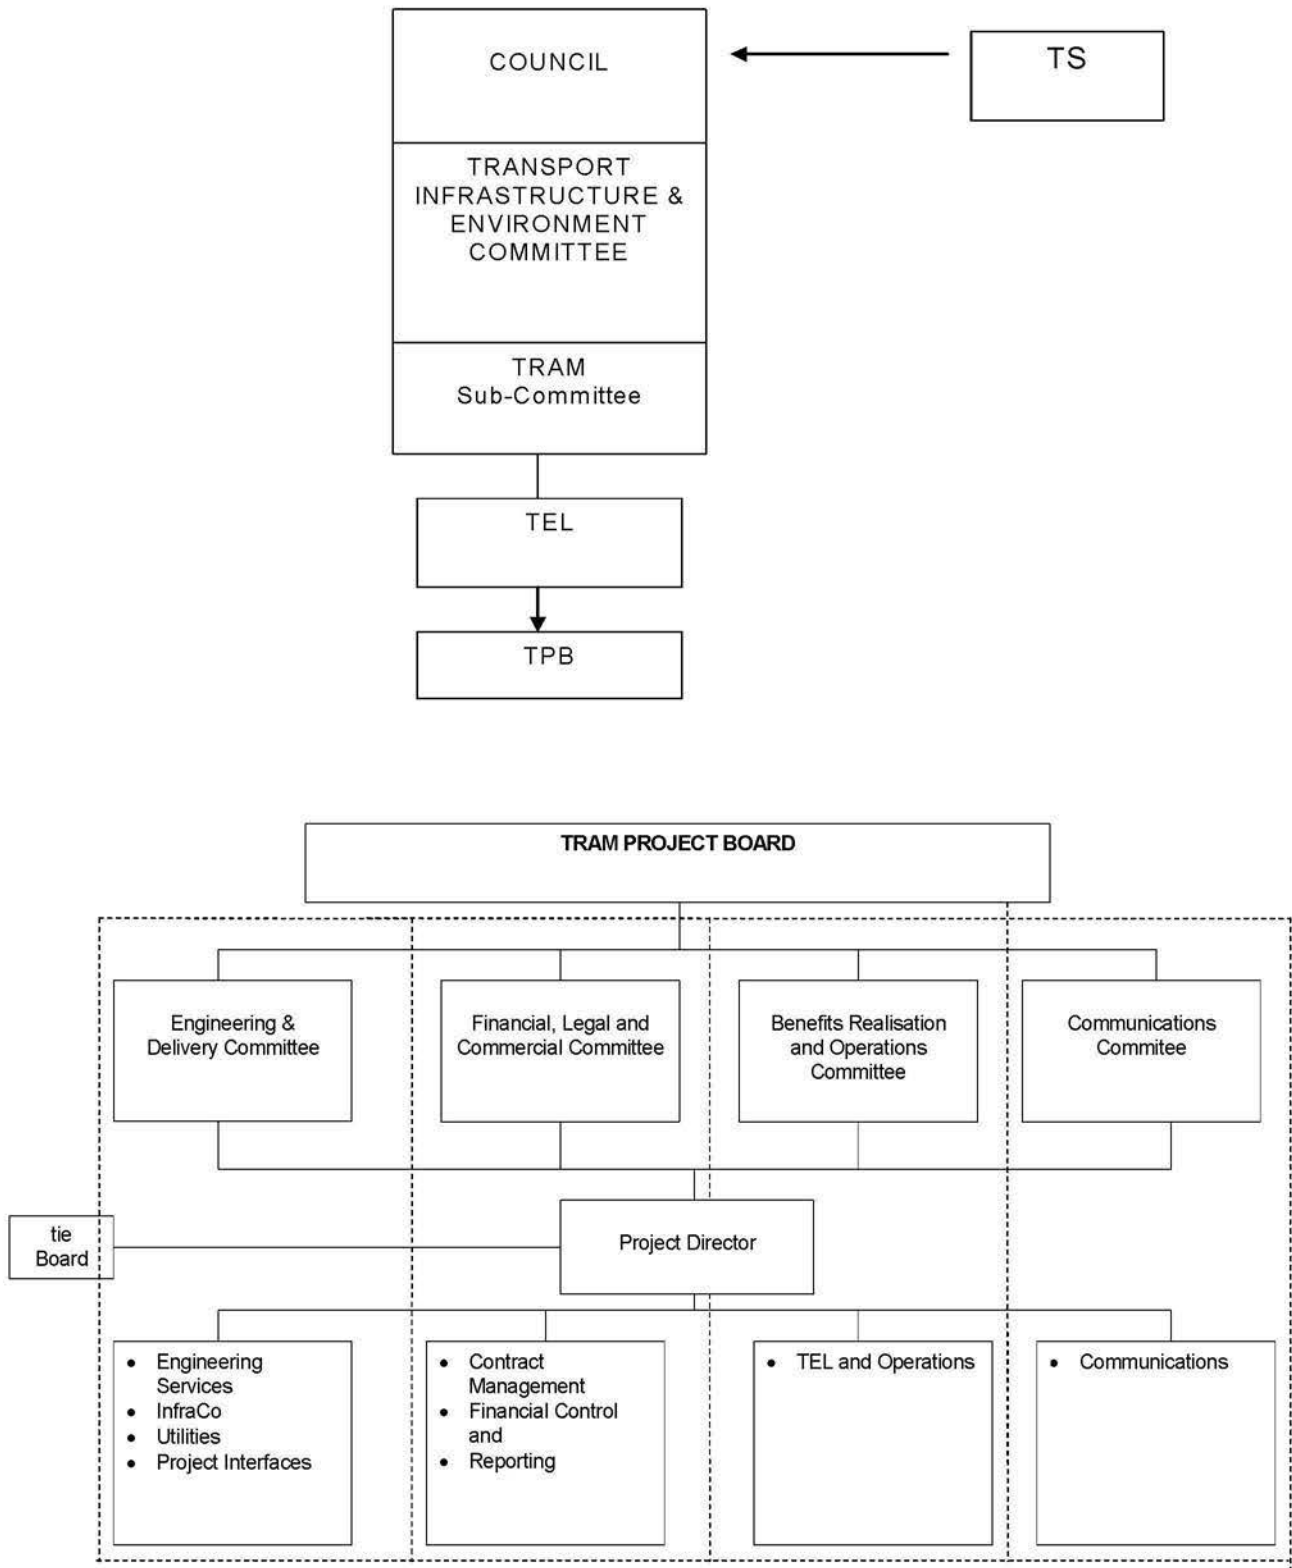 COUNCIL
TS
TRANSPORT
INFRASTRUCTURE &
ENVIRONMENT
COMMITTEE
TRAM
Sub-Committee
TEL
TPB
TRAM PROJECT BOARD
Engineering &
Delivery Committee
Financial, Legal and
Commercial Committee
Benefits Realisation
and Operations
Committee
Communications
Commitee
tie
Board
Project Director
• Engineering
Services
• InfraCo
• Utilities
• Project Interfaces
• Contract
Management
• Financial Control
and
• Reporting
• TEL and Operations
• Communications